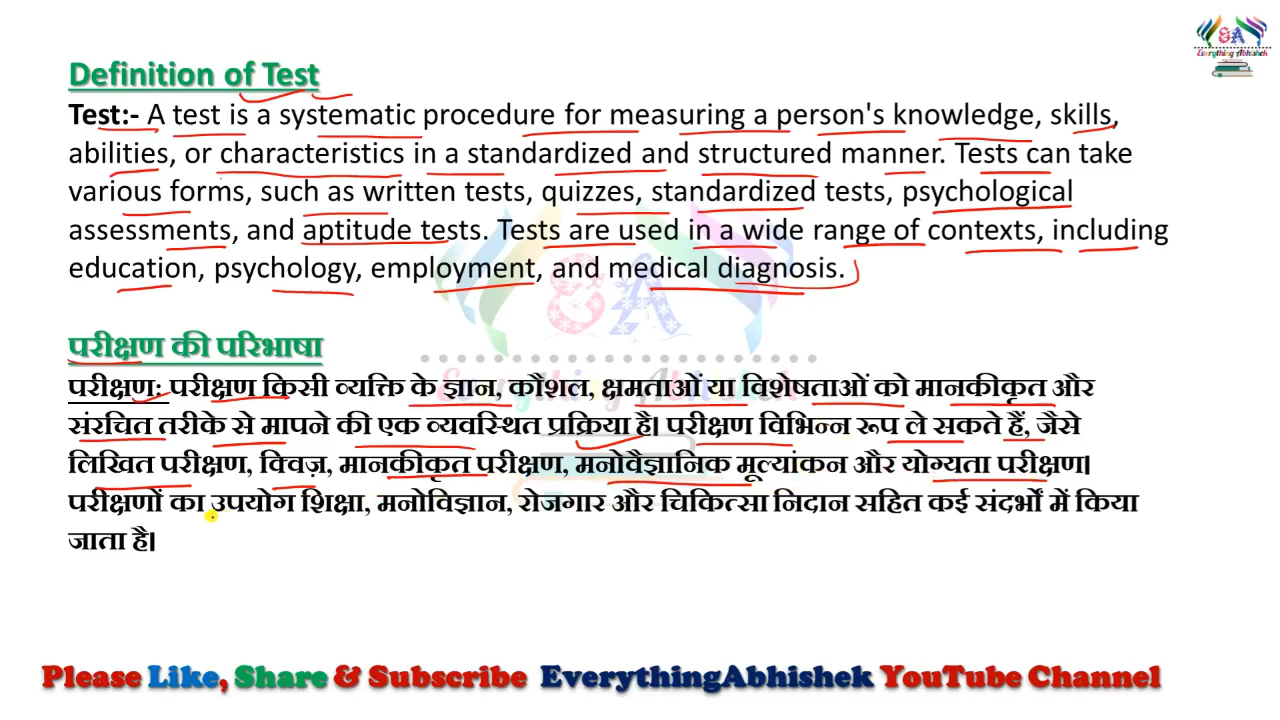 &A
Everything Abhishek
Definition of Test
Test:- A test is a systematic procedure for measuring a person's knowledge, skills,
abilities, or characteristics in a standardized and structured manner. Tests can take
various forms, such as written tests, quizzes, standardized tests, psychological
assessments, and aptitude tests. Tests are used in a wide range of contexts, including
education, psychology, employment, and medical diagnosis.
&A
परीक्षण की परिभाषा
Everything Abhishek
परीक्षण: परीक्षण किसी व्यक्ति के ज्ञान, कौशल, क्षमताओं या विशेषताओं को मानकीकृत और
संरचित तरीके से मापने की एक व्यवस्थित प्रक्रिया है। परीक्षण विभिन्न रूप ले सकते हैं, जैसे
लिखित परीक्षण, क्विज़, मानकीकृत परीक्षण, मनोवैज्ञानिक मूल्यांकन और योग्यता परीक्षण।
परीक्षणों का उपयोग शिक्षा, मनोविज्ञान, रोजगार और चिकित्सा निदान सहित कई संदर्भों में किया
जाता है।
Please Like, Share & Subscribe EverythingAbhishek YouTube Channel